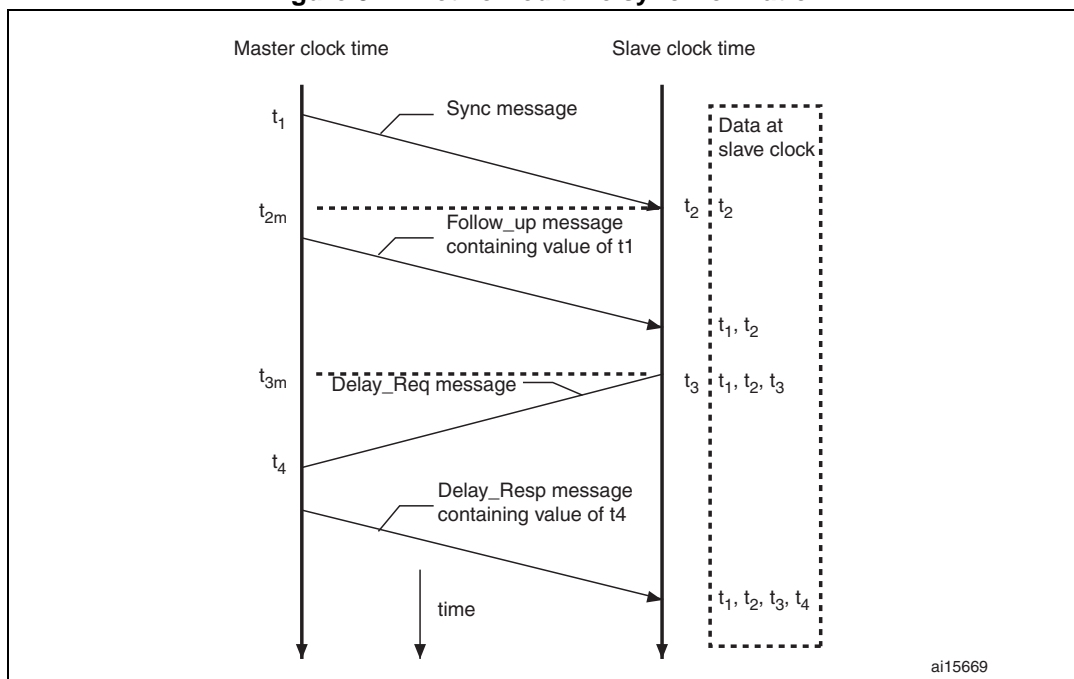 Master clock time
Slave clock time
t1
Sync message
Data at
slave clock
t2m
t2
t2
Follow_up message
containing value of t1
t1, t2
t3m
Delay_Req message
t3
t1, t2, t3
t4
Delay_Resp message
containing value of t4
t1, t2, t3, t4
time
ai15669